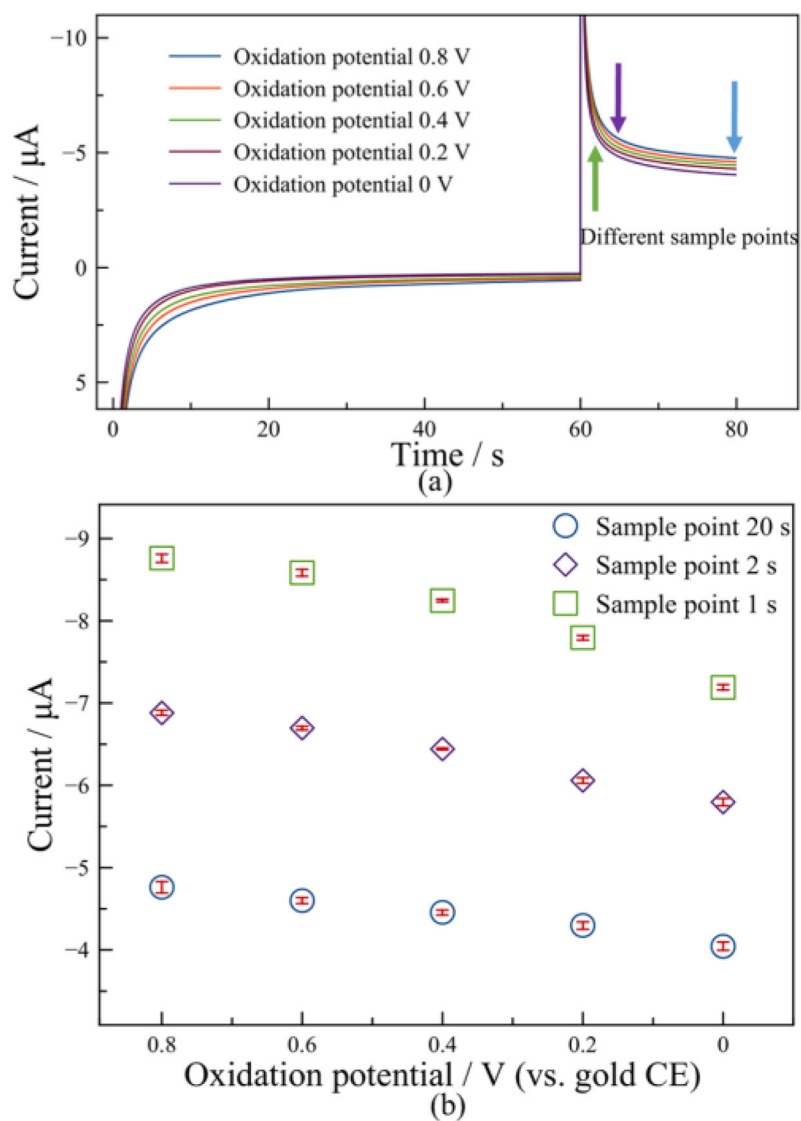 −10
Oxidation potential 0.8 V
Oxidation potential 0.6 V
Oxidation potential 0.4 V
−5
Oxidation potential 0.2 V
Oxidation potential 0 V
Current / μA
Different sample points
0
5
0 20 40 60 80
Time / s
(a)
−9
Sample point 20 s
Sample point 2 s
Sample point 1 s
−8
−7
Current / μA
−6
−5
−4
0.8 0.6 0.4 0.2 0
Oxidation potential / V (vs. gold CE)
(b)